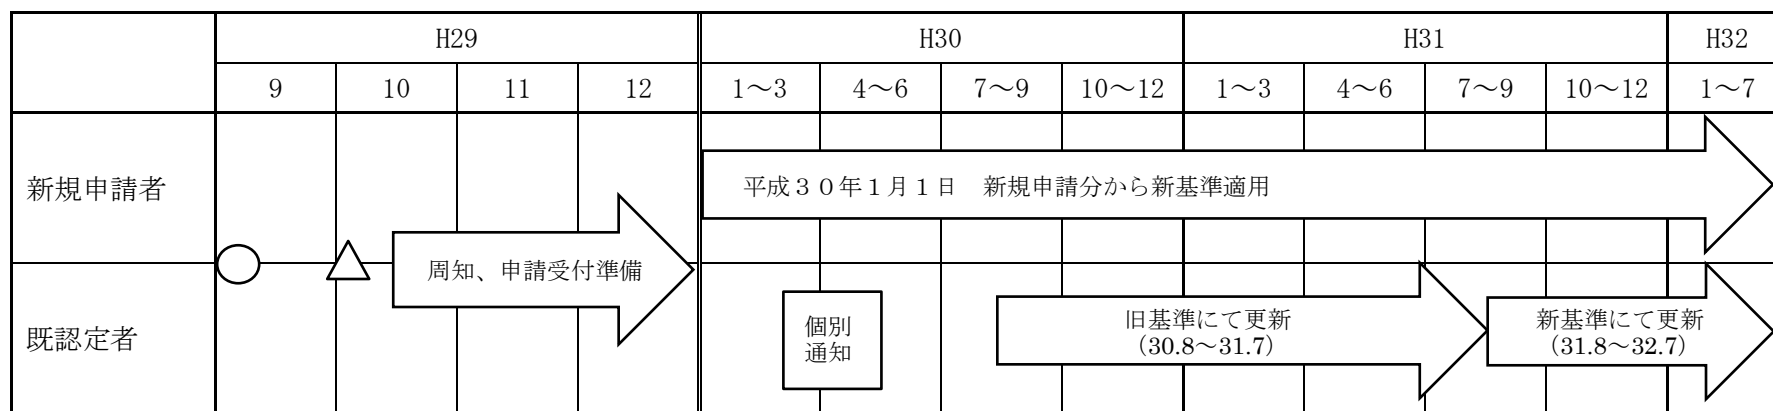 H29 H30 H31 H32
9 10 11 12 1～3 4～6 7～9 10～12 1～3 4～6 7～9 10～12 1～7
新規申請者
平成３０年１月１日　新規申請分から新基準適用
周知、申請受付準備
既認定者
個別
通知
旧基準にて更新
(30.8～31.7)
新基準にて更新
(31.8～32.7)